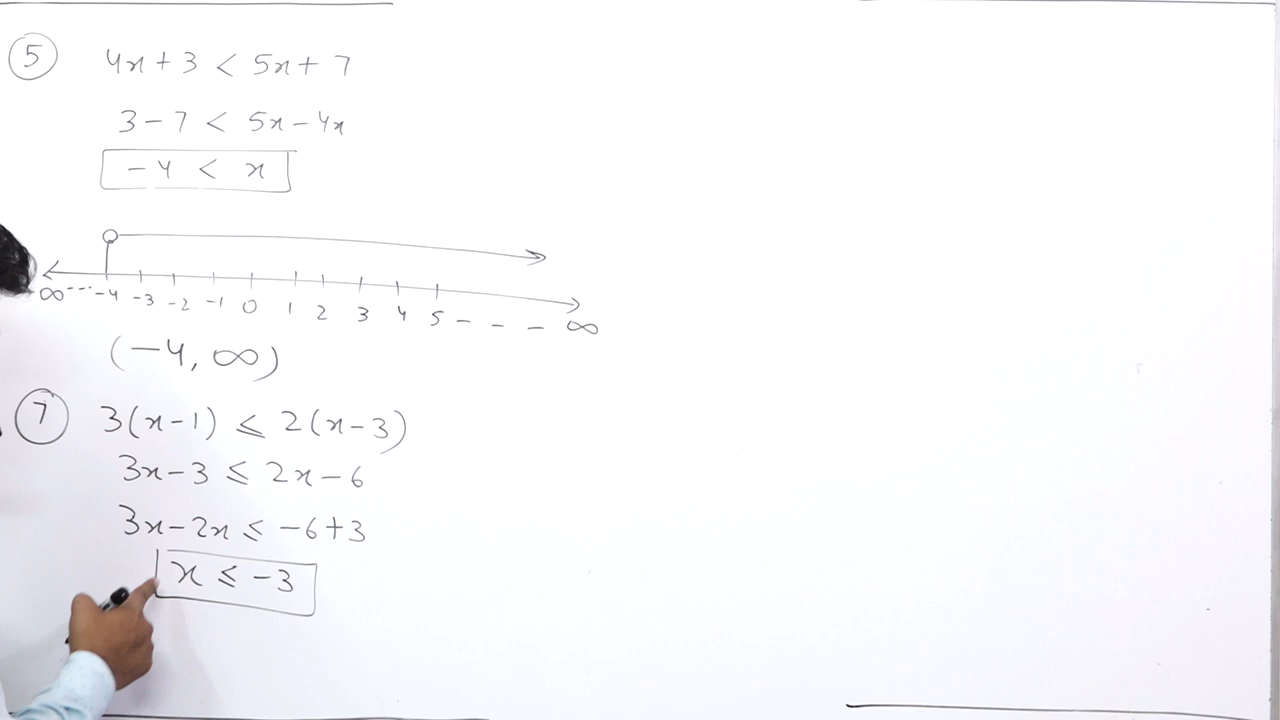 5 4x + 3 < 5x + 7
3 - 7 < 5x - 4x
- 4 < x
∞ --- -4 -3 -2 -1 0 1 2 3 4 5 - - - ∞
(-4, ∞)
7 3(x-1) ≤ 2(x-3)
3x - 3 ≤ 2x - 6
3x - 2x ≤ -6+3
x ≤ -3